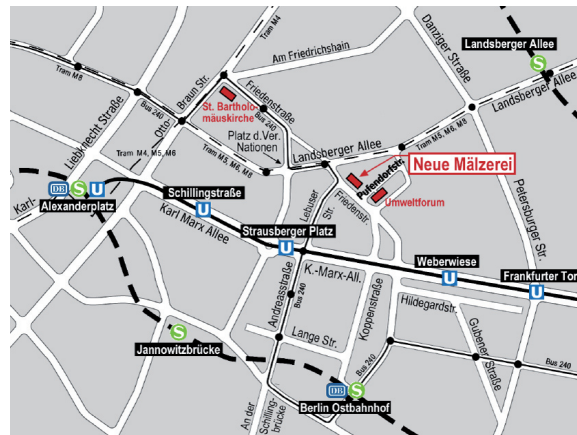 Tram M4
Danziger Straße
Landsberger Allee
S
Am Friedrichshain
Tram M8
Bus 240
Liebknecht Straße
Otto
Braun Str.
Friedenstraße
Bus 240
St. Bartholo
mäuskirche
Platz d.Ver.
Nationen
Landsberger Allee
Tram M5, M6, M8
Landsberger Allee
Tram M4, M5, M6
Tram M5, M8, M6
Neue Mälzerei
Pufendorfstr.
Umweltforum
Friedenstr.
Lebuser
Str.
Petersburger Str.
DB
S
U
Karl-
Alexanderplatz
Schillingstraße
U
Karl Marx Allee
Strausberger Platz
U
K.-Marx-All.
Weberwiese
U
Frankfurter Tor
U
Andreasstraße
Bus 240
Koppenstraße
Hildegardstr.
Gubener Straße
Lange Str.
S
Jannowitzbrücke
Bus 240
Bus 240
DB
S
Berlin Ostbahnhof
An der
Schilling-
brücke